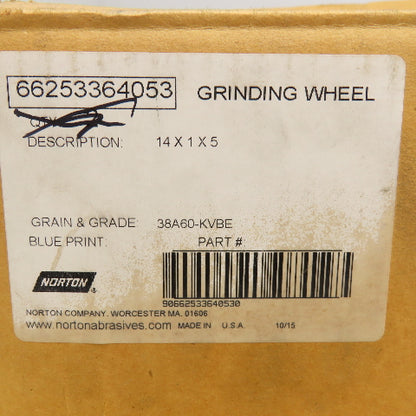 66253364053 GRINDING WHEEL
QTY:
DESCRIPTION: 14 X 1 X 5
GRAIN & GRADE: 38A60-KVBE
BLUE PRINT: PART #
NORTON ®
90662533640530
NORTON COMPANY. WORCESTER MA. 01606
www.nortonabrasives.com MADE IN U.S.A. 10/15